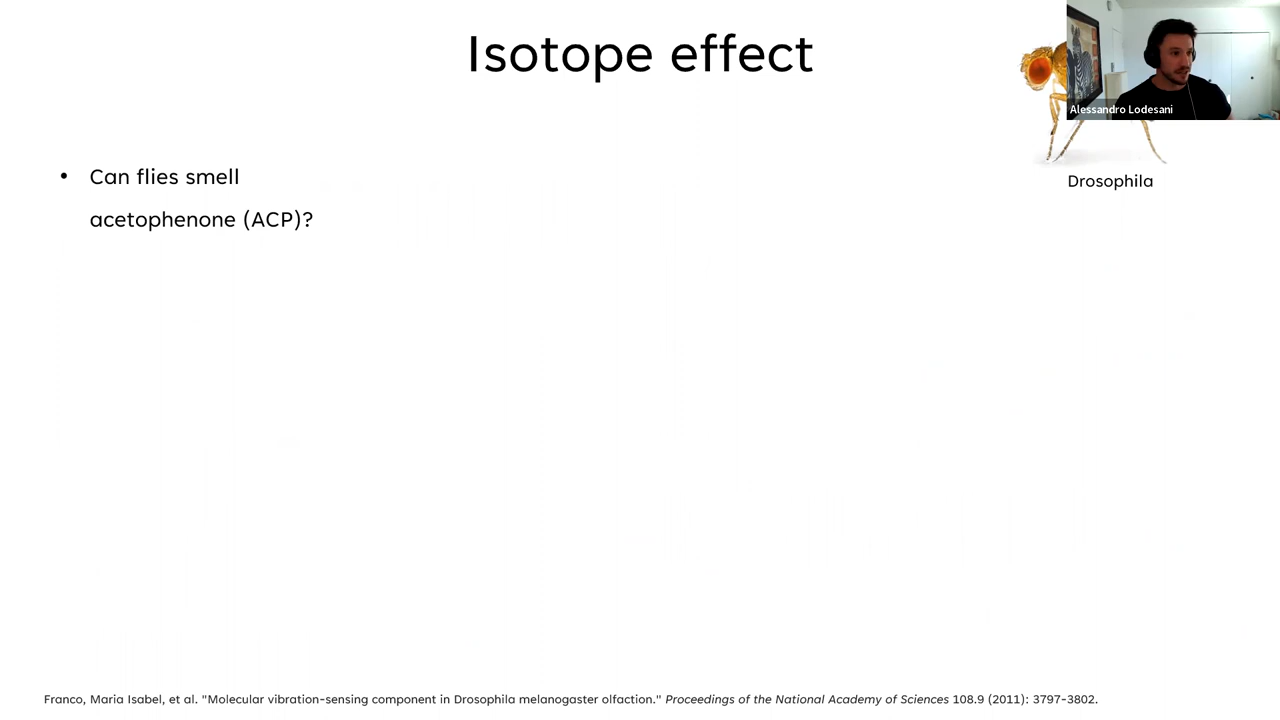 Isotope effect
Alessandro Lodesani
Drosophila
• Can flies smell
acetophenone (ACP)?
Franco, Maria Isabel, et al. "Molecular vibration-sensing component in Drosophila melanogaster olfaction." Proceedings of the National Academy of Sciences 108.9 (2011): 3797-3802.